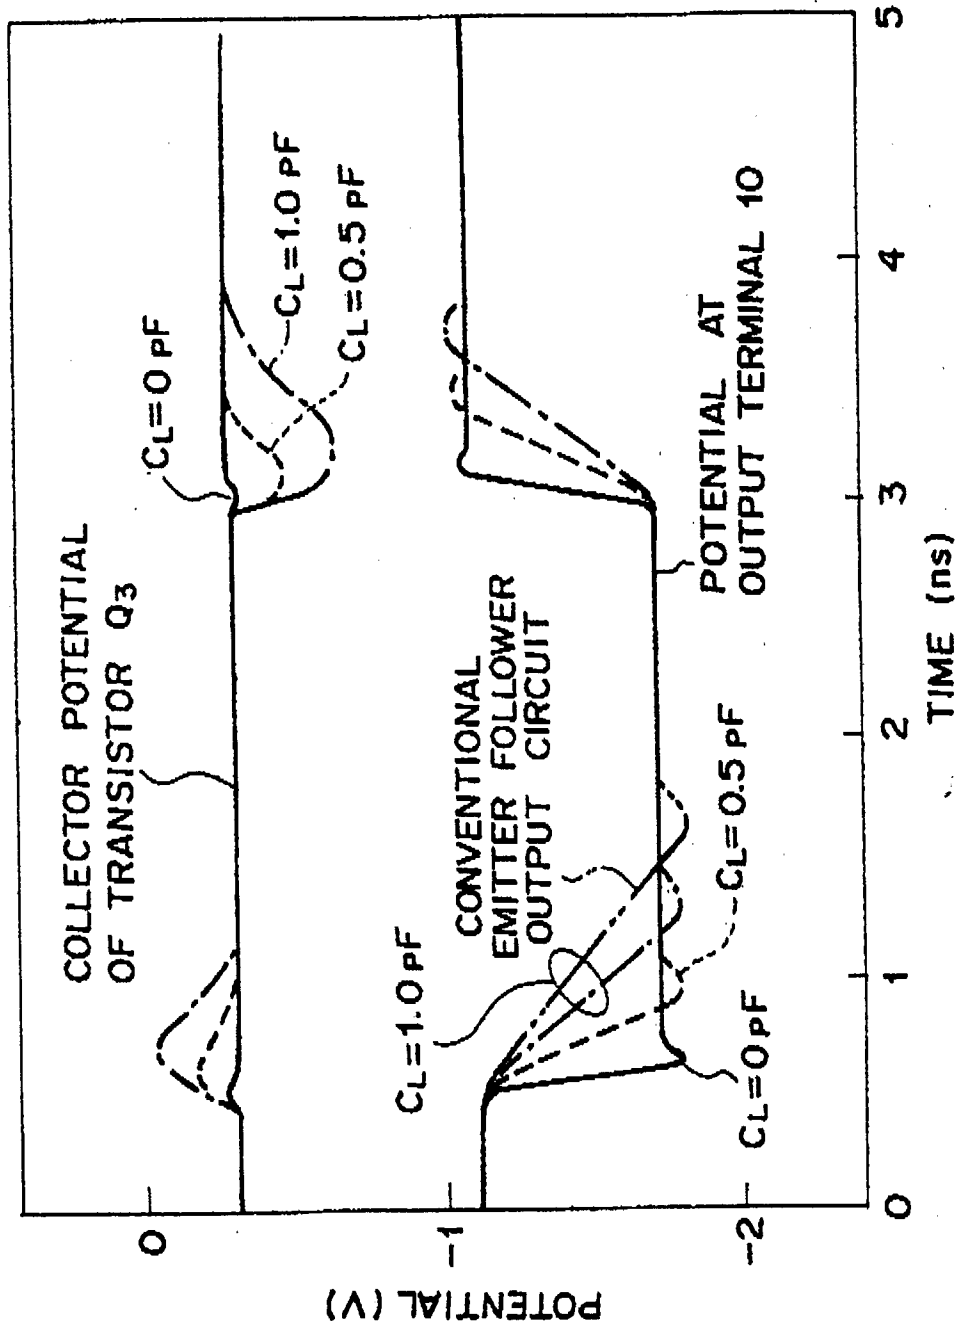 COLLECTOR POTENTIAL
OF TRANSISTOR Q3
CL=0 pF
CL=1.0 pF
CL=0.5 pF
CONVENTIONAL
EMITTER FOLLOWER
OUTPUT CIRCUIT
CL=1.0 pF
CL=0 pF
CL=0.5 pF
POTENTIAL AT
OUTPUT TERMINAL 10
POTENTIAL (V)
0
-1
-2
0
1
2
3
4
5
TIME (ns)